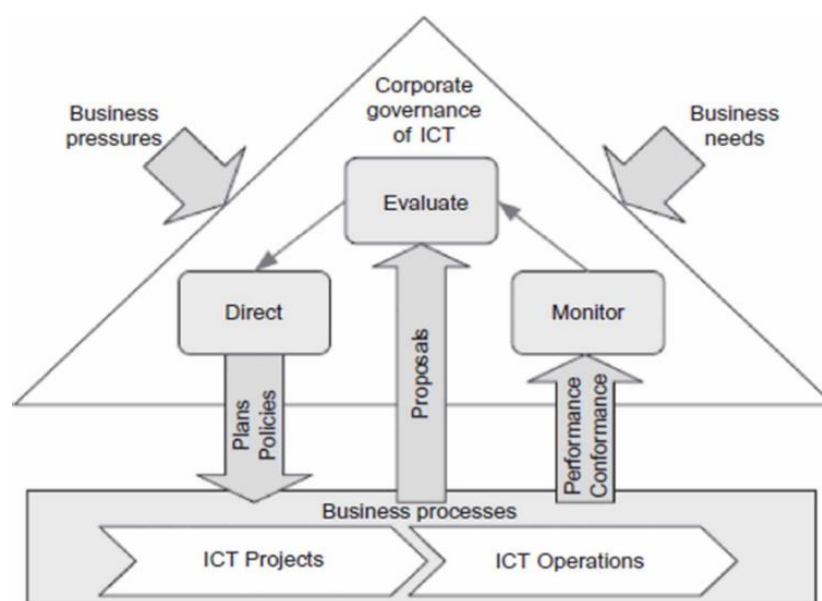 Corporate
governance
of ICT
Business
pressures
Business
needs
Evaluate
Direct
Monitor
Plans
Policies
Proposals
Performance
Conformance
Business processes
ICT Projects
ICT Operations